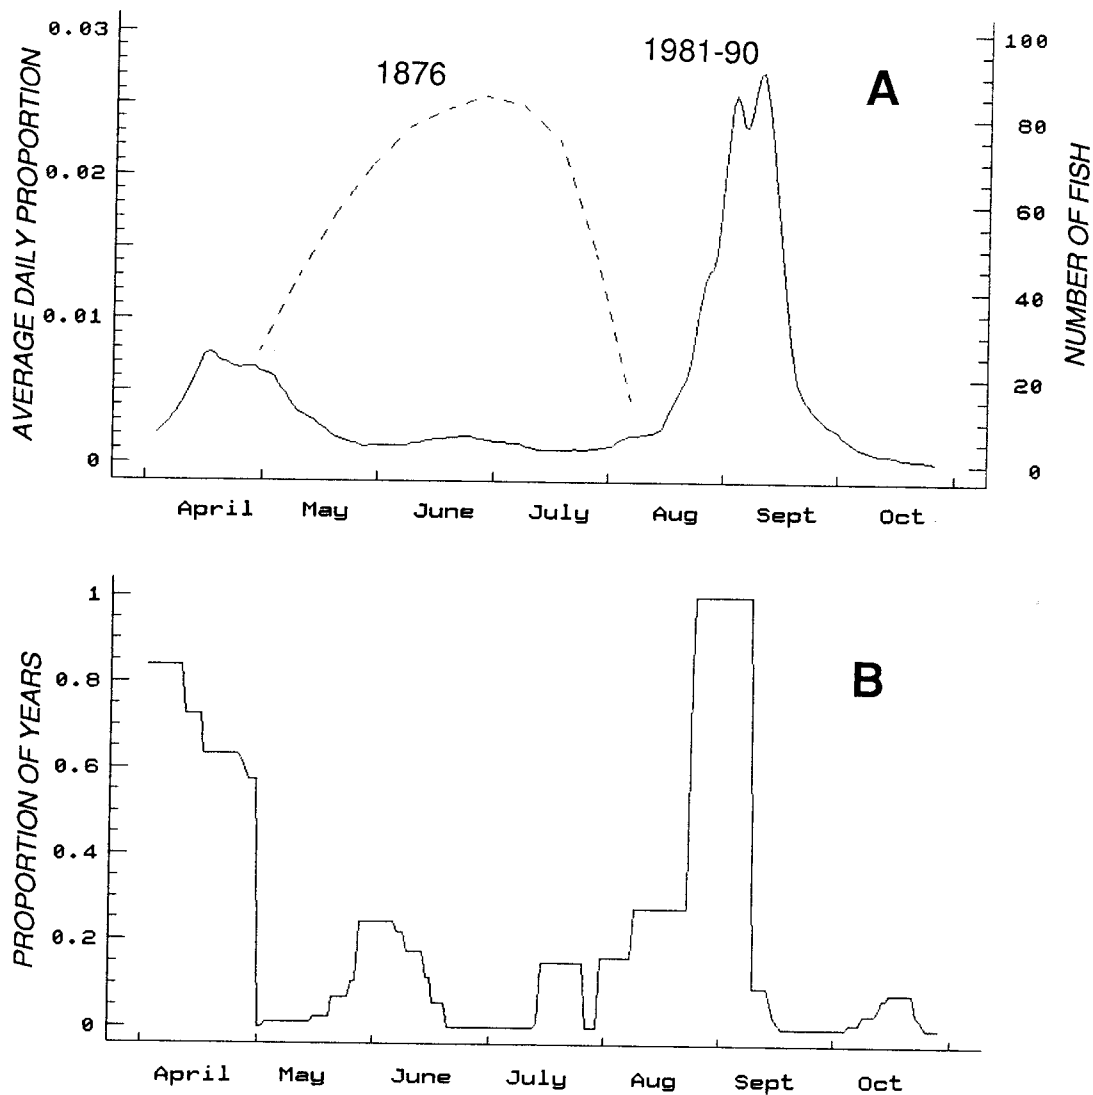 0.03
0.02
0.01
0
AVERAGE DAILY PROPORTION
1876
1981-90
A
100
80
60
40
20
0
NUMBER OF FISH
April May June July Aug Sept Oct
1
0.8
0.6
0.4
0.2
0
PROPORTION OF YEARS
B
April May June July Aug Sept Oct